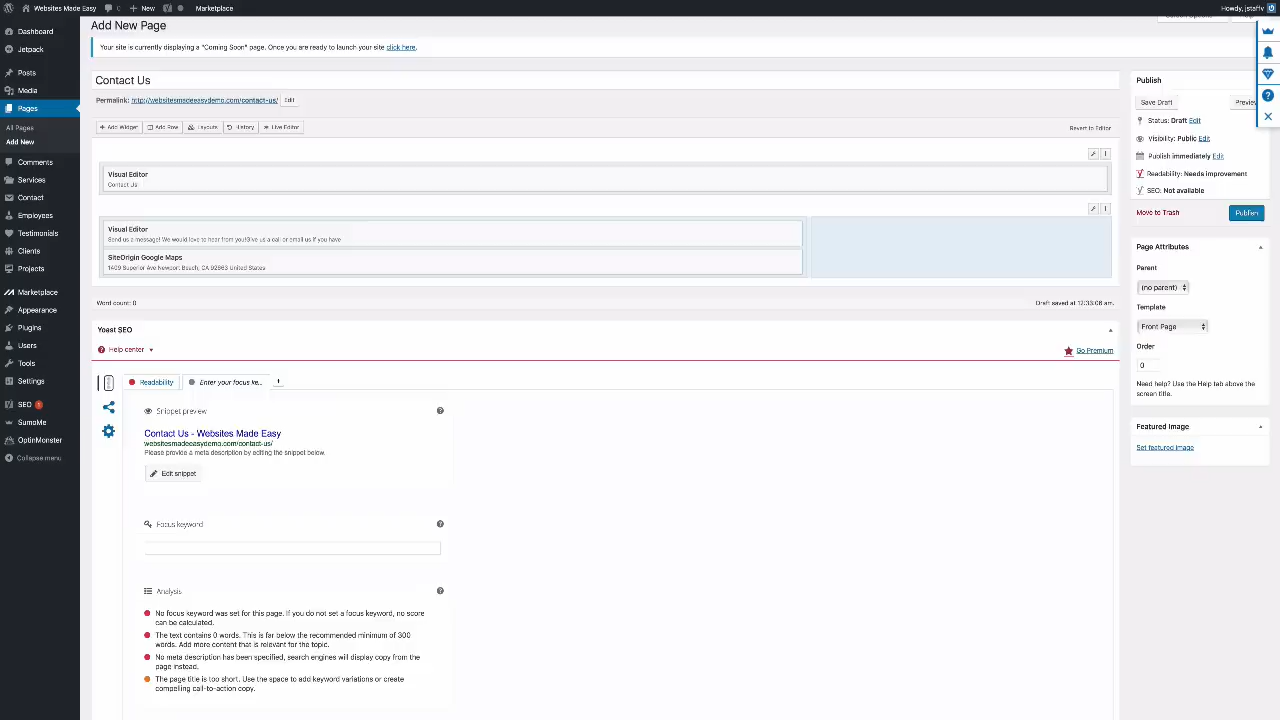 Websites Made Easy
0
New
0
Marketplace
Howdy, jstaffy
Dashboard
Jetpack
Posts
Media
Pages
All Pages
Add New
Comments
Services
Contact
Employees
Testimonials
Clients
Projects
Marketplace
Appearance
Plugins
Users
Tools
Settings
SEO 1
SumoMe
OptinMonster
Collapse menu
Add New Page
Your site is currently displaying a "Coming Soon" page. Once you are ready to launch your site click here.
Contact Us
Permalink: http://websitesmadeeasydemo.com/contact-us/ Edit
Add Widget
Add Row
Layouts
History
Live Editor
Revert to Editor
Visual Editor
Contact Us
Visual Editor
Send us a message! We would love to hear from you!Give us a call or email us if you have
SiteOrigin Google Maps
1409 Superior Ave Newport Beach, CA 92663 United States
Word count: 0
Draft saved at 12:33:06 am.
Yoast SEO
Help center
Go Premium
Readability
Enter your focus ke...
+
Snippet preview
Contact Us - Websites Made Easy
websitesmadeeasydemo.com/contact-us/
Please provide a meta description by editing the snippet below.
Edit snippet
Focus keyword
Analysis
No focus keyword was set for this page. If you do not set a focus keyword, no score
can be calculated.
The text contains 0 words. This is far below the recommended minimum of 300
words. Add more content that is relevant for the topic.
No meta description has been specified, search engines will display copy from the
page instead.
The page title is too short. Use the space to add keyword variations or create
compelling call-to-action copy.
Publish
Save Draft
Preview
Status: Draft Edit
Visibility: Public Edit
Publish immediately Edit
Readability: Needs improvement
SEO: Not available
Move to Trash
Publish
Page Attributes
Parent
(no parent)
Template
Front Page
Order
0
Need help? Use the Help tab above the
screen title.
Featured Image
Set featured image